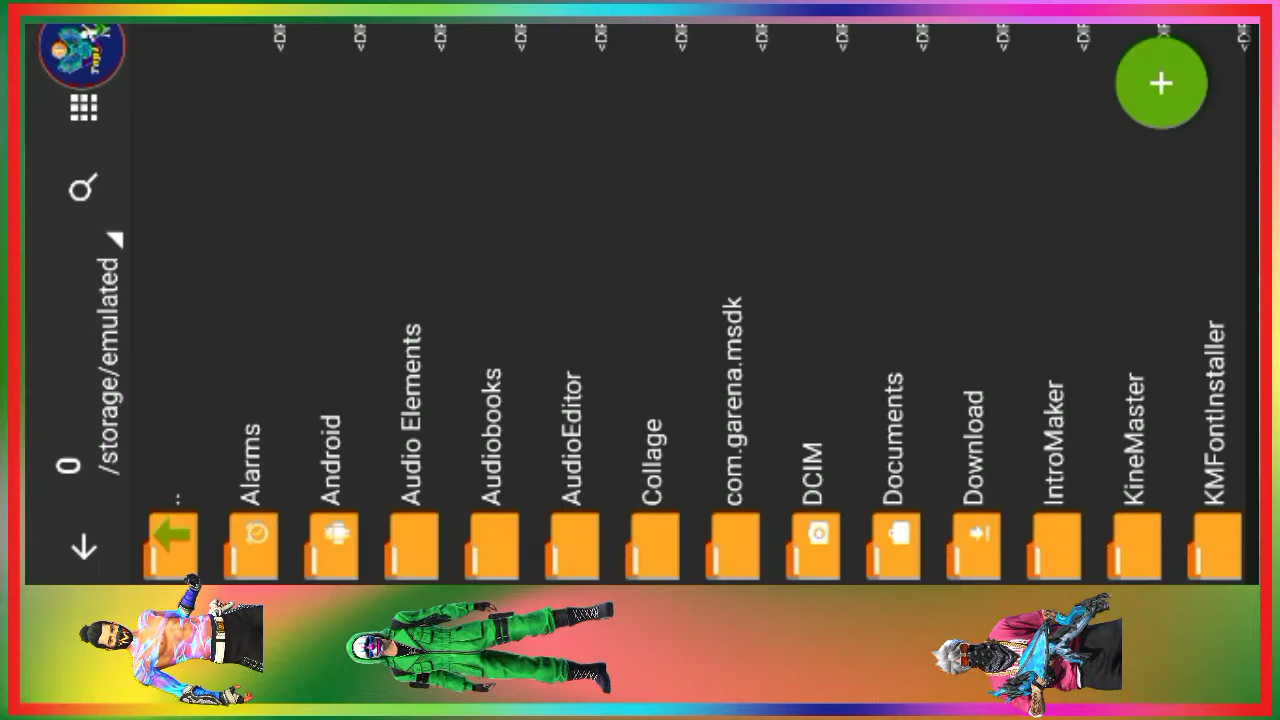 0
/storage/emulated
..
Alarms
Android
Audio Elements
Audiobooks
AudioEditor
Collage
com.garena.msdk
DCIM
Documents
Download
IntroMaker
KineMaster
KMFontInstaller